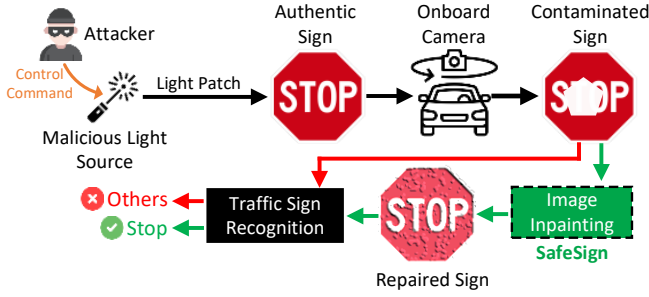 Attacker
Control
Command
Malicious Light
Source
Light Patch
Authentic
Sign
STOP
Onboard
Camera
Contaminated
Sign
STOP
Others
Stop
Traffic Sign
Recognition
STOP
Repaired Sign
Image
Inpainting
SafeSign